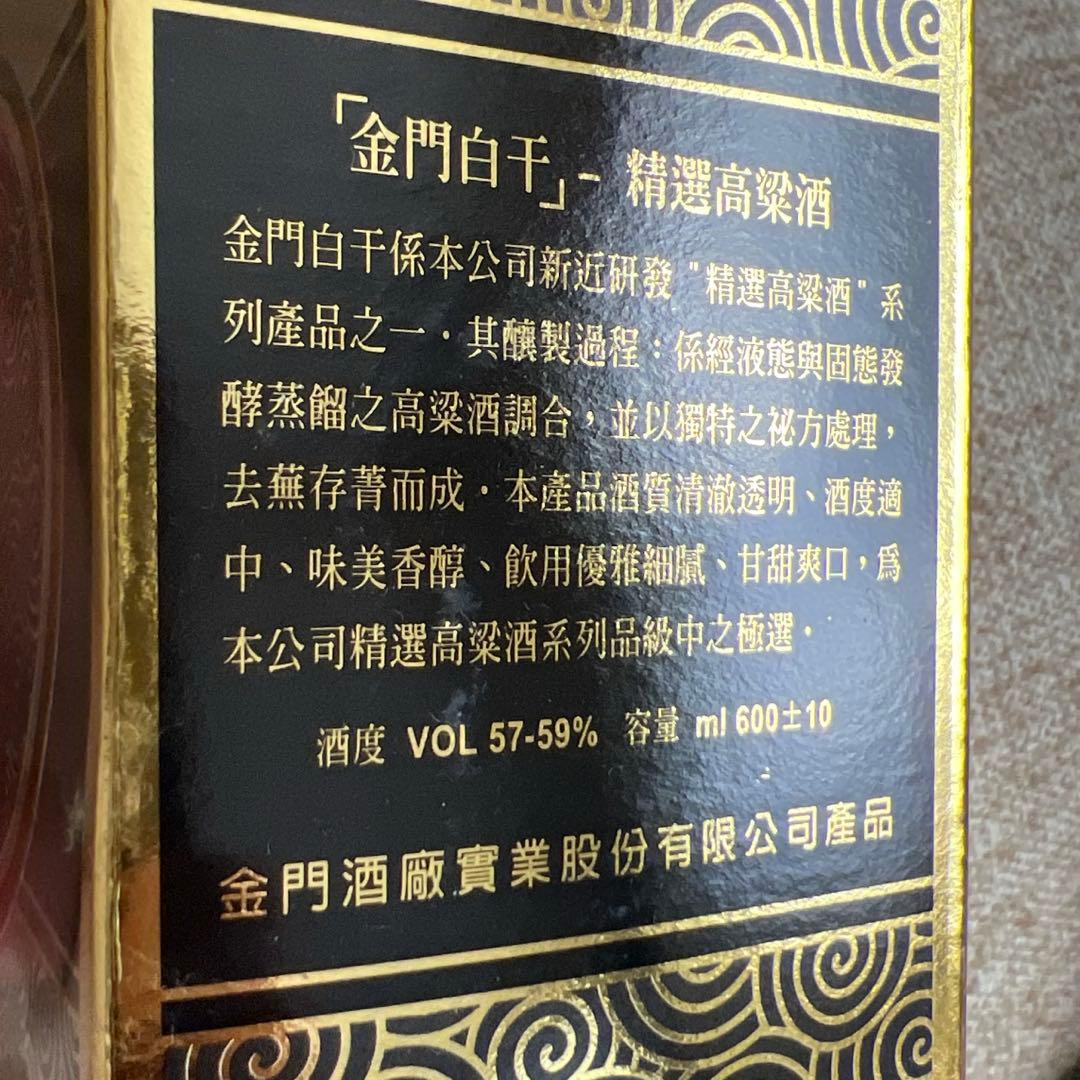 「金門白干」- 精選高粱酒
金門白干係本公司新近研發 "精選高粱酒" 系
列產品之一．其釀製過程：係經液態與固態發
酵蒸餾之高粱酒調合，並以獨特之祕方處理，
去蕪存菁而成．本產品酒質清澈透明、酒度適
中、味美香醇、飲用優雅細膩、甘甜爽口，為
本公司精選高粱酒系列品級中之極選．
酒度 VOL 57-59% 容量 ml 600±10
金門酒廠實業股份有限公司產品